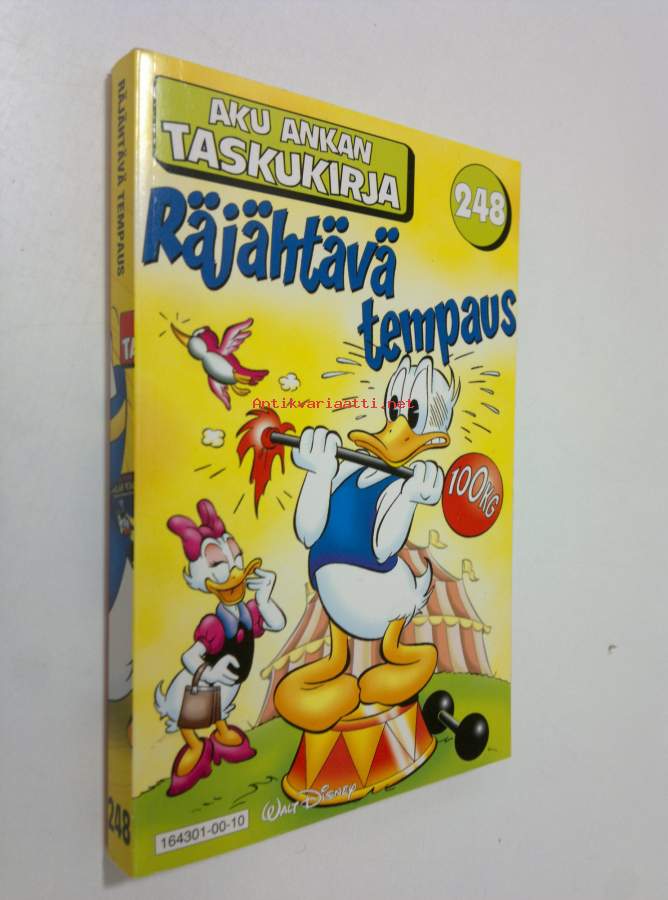 RÄJÄHTÄVÄ TEMPAUS
248
AKU ANKAN
TASKUKIRJA
248
Räjähtävä
tempaus
Antikvariaatti.net
100KG
WALT DISNEY
164301-00-10